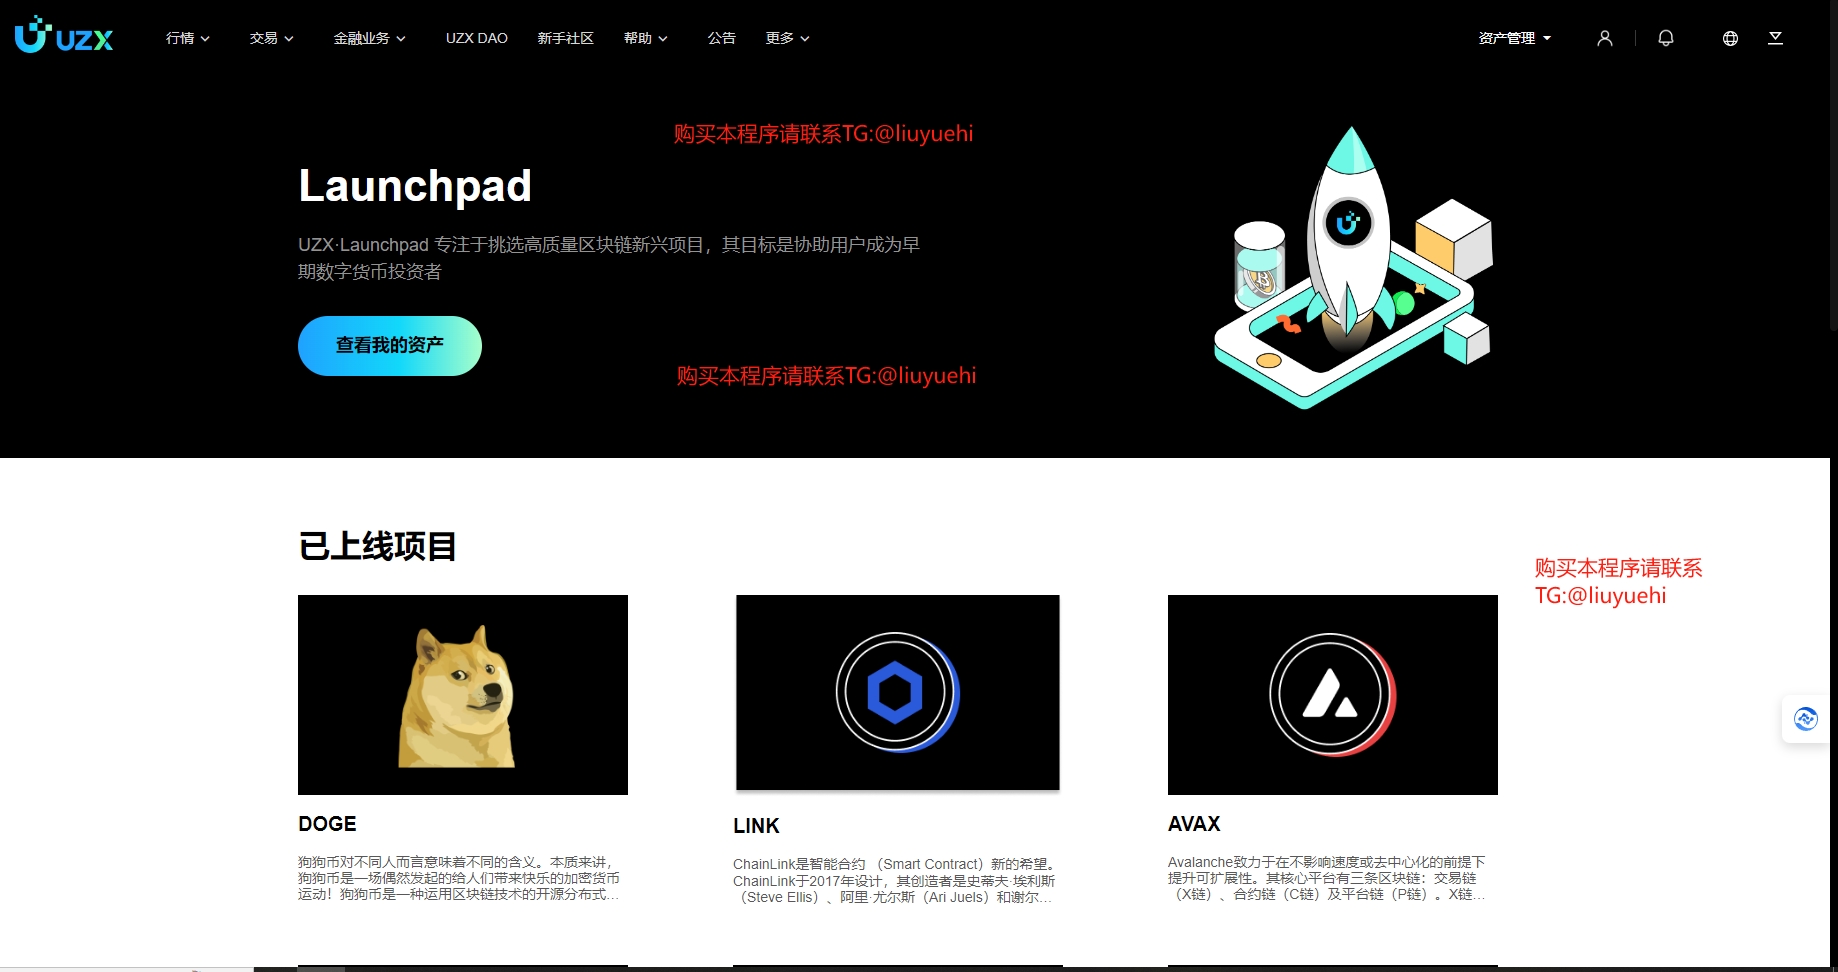 UZX 行情 交易 金融业务 UZX DAO 新手社区 帮助 公告 更多 资产管理
购买本程序请联系TG:@liuyuehi
Launchpad
UZX·Launchpad 专注于挑选高质量区块链新兴项目，其目标是协助用户成为早
期数字货币投资者
查看我的资产
购买本程序请联系TG:@liuyuehi
已上线项目
购买本程序请联系
TG:@liuyuehi
DOGE
狗狗币对不同人而言意味着不同的含义。本质来讲，
狗狗币是一场偶然发起的给人们带来快乐的加密货币
运动！狗狗币是一种运用区块链技术的开源分布式...
LINK
ChainLink是智能合约 （Smart Contract）新的希望。
ChainLink于2017年设计，其创造者是史蒂夫·埃利斯
（Steve Ellis）、阿里·尤尔斯（Ari Juels）和谢尔...
AVAX
Avalanche致力于在不影响速度或去中心化的前提下
提升可扩展性。其核心平台有三条区块链：交易链
（X链）、合约链（C链）及平台链（P链）。X链...